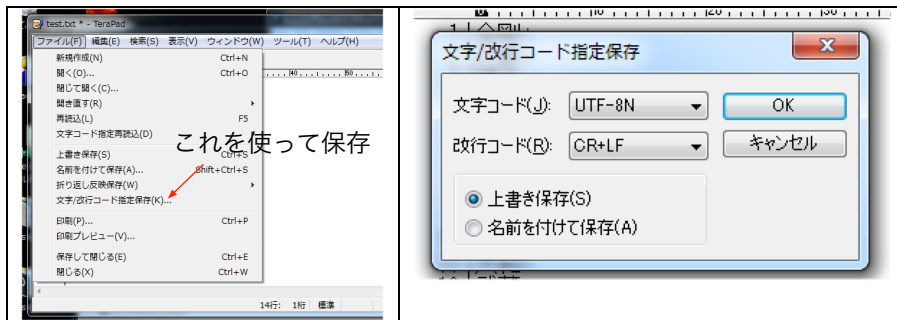 test.txt * - TeraPad
ファイル(F) 編集(E) 検索(S) 表示(V) ウィンドウ(W) ツール(T) ヘルプ(H)
新規作成(N) Ctrl+N
開く(O)... Ctrl+O
閉じて開く(C)...
開き直す(R)
再読込(L) F5
文字コード指定再読込(D)
これを使って保存
上書き保存(S) Ctrl+S
名前を付けて保存(A)... Shift+Ctrl+S
折り返し反映保存(W)
文字/改行コード指定保存(K)...
印刷(P)... Ctrl+P
印刷プレビュー(V)...
保存して閉じる(E) Ctrl+E
閉じる(X) Ctrl+W
14行: 1桁 標準
文字/改行コード指定保存
文字コード(J): UTF-8N OK
改行コード(R): CR+LF キャンセル
上書き保存(S)
名前を付けて保存(A)